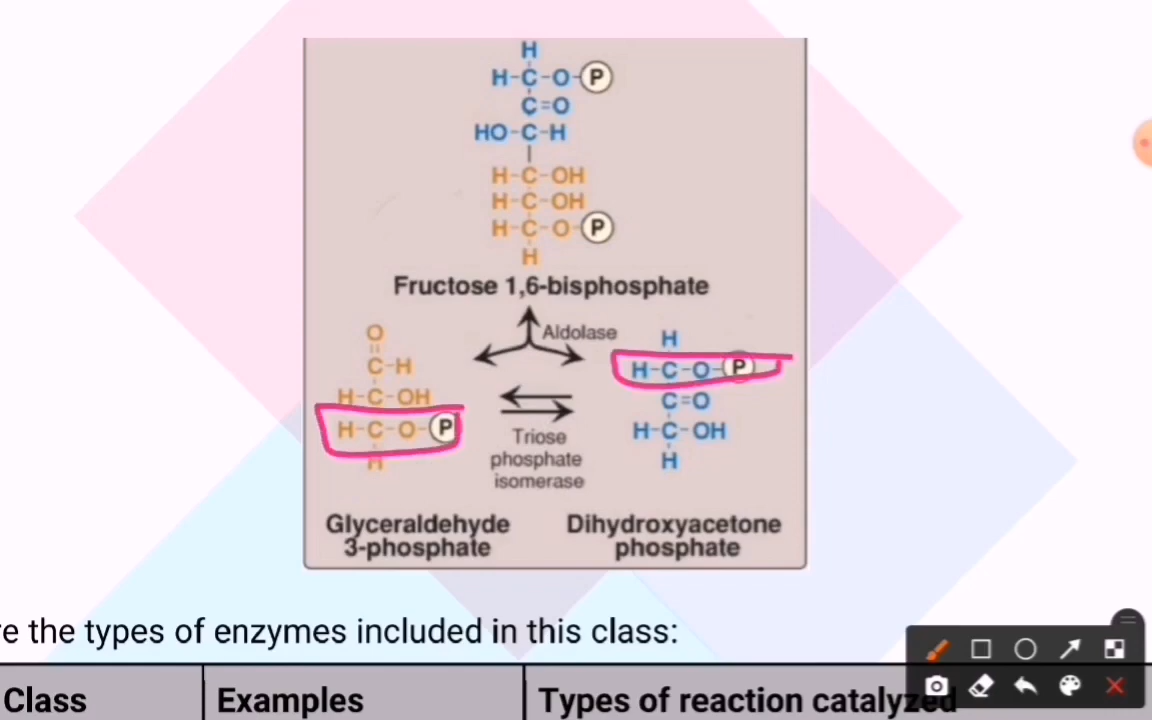 H
H-C-O-P
C=O
HO-C-H
H-C-OH
H-C-OH
H-C-O-P
H
Fructose 1,6-bisphosphate
Aldolase
O
C-H
H-C-OH
H-C-O-P
H
Triose
phosphate
isomerase
H
H-C-O-P
C=O
H-C-OH
H
Glyceraldehyde
3-phosphate
Dihydroxyacetone
phosphate
re the types of enzymes included in this class:
Class Examples Types of reaction catalyzed